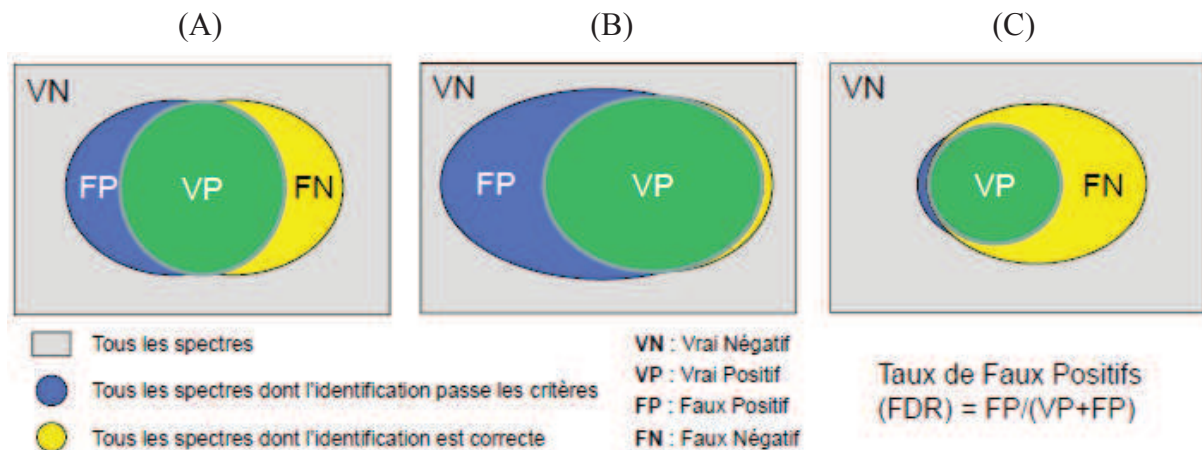 (A)
(B)
(C)
VN
FP
VP
FN
FP
VP
VN
VP
FN
Tous les spectres
Tous les spectres dont l'identification passe les critères
Tous les spectres dont l'identification est correcte
VN : Vrai Négatif
VP : Vrai Positif
FP : Faux Positif
FN : Faux Négatif
Taux de Faux Positifs
(FDR) = FP/(VP+FP)